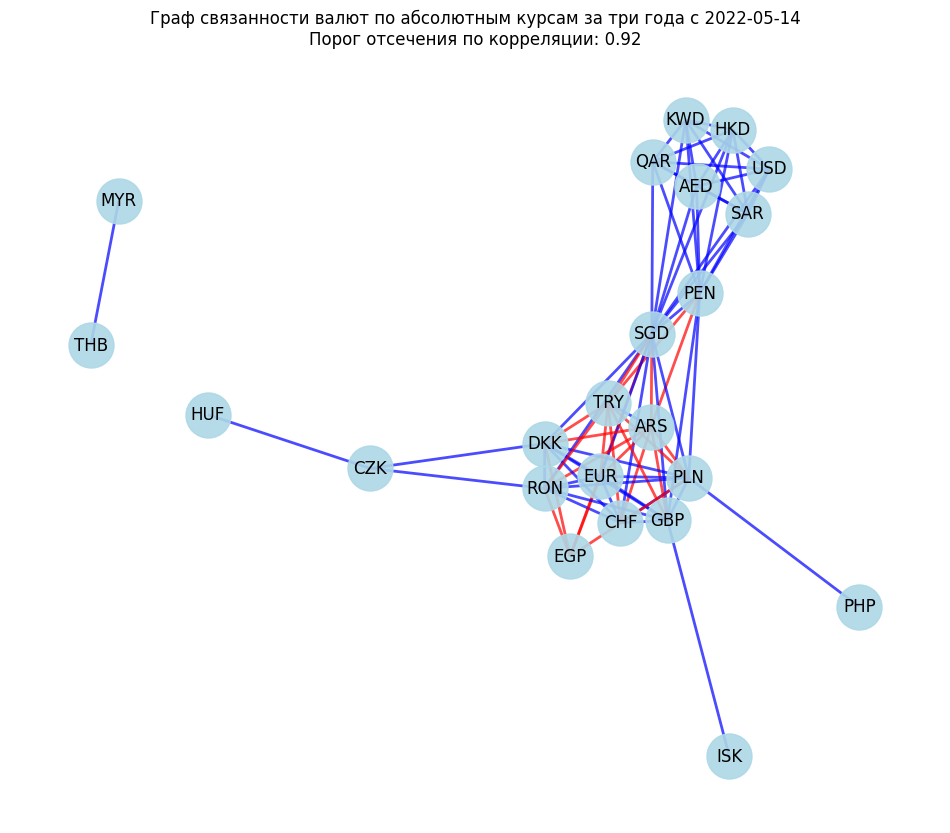 Граф связанности валют по абсолютным курсам за три года с 2022-05-14
Порог отсечения по корреляции: 0.92
KWD
HKD
QAR
USD
AED
MYR
SAR
PEN
SGD
THB
TRY
HUF
ARS
DKK
CZK
EUR
PLN
RON
GBP
CHF
EGP
PHP
ISK